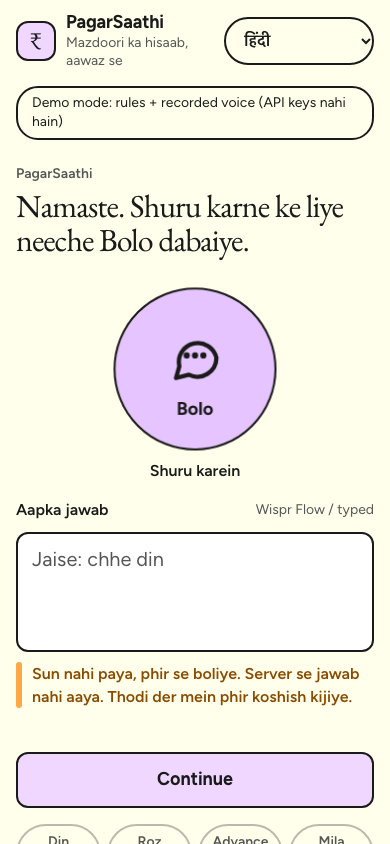 ₹
PagarSaathi
Mazdoori ka hisaab,
aawaz se
हिंदी
Demo mode: rules + recorded voice (API keys nahi
hain)
PagarSaathi
Namaste. Shuru karne ke liye
neeche Bolo dabaiye.
Bolo
Shuru karein
Aapka jawab
Wispr Flow / typed
Jaise: chhe din
Sun nahi paya, phir se boliye. Server se jawab
nahi aaya. Thodi der mein phir koshish kijiye.
Continue
Din
Roz
Advance
Mila